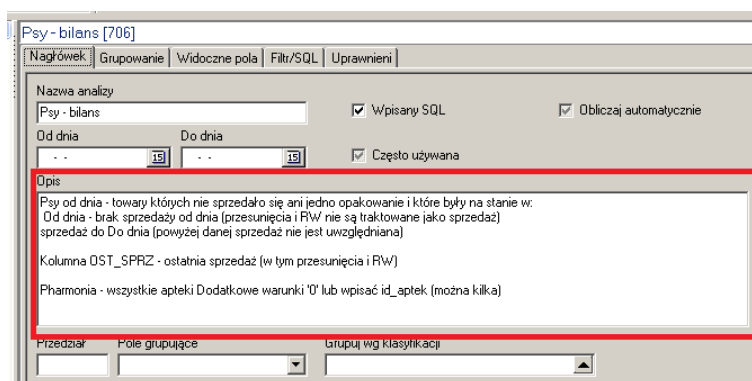 Psy - bilans [706]
Nagłówek Grupowanie Widoczne pola Filtr/SQL Uprawnieni
Nazwa analizy
Psy - bilans Wpisany SQL Obliczaj automatycznie
Od dnia Do dnia
- - 15 - - 15 Często używana
Opis
Psy od dnia - towary których nie sprzedało się ani jedno opakowanie i które były na stanie w:
Od dnia - brak sprzedaży od dnia (przesunięcia i RW nie są traktowane jako sprzedaż)
sprzedaż do Do dnia (powyżej danej sprzedaż nie jest uwzględniana)
Kolumna OST_SPRZ - ostatnia sprzedaż (w tym przesunięcia i RW)
Pharmonia - wszystkie apteki Dodatkowe warunki '0' lub wpisać id_aptek (można kilka)
Przedział Pole grupujące Grupuj wg klasyfikacji